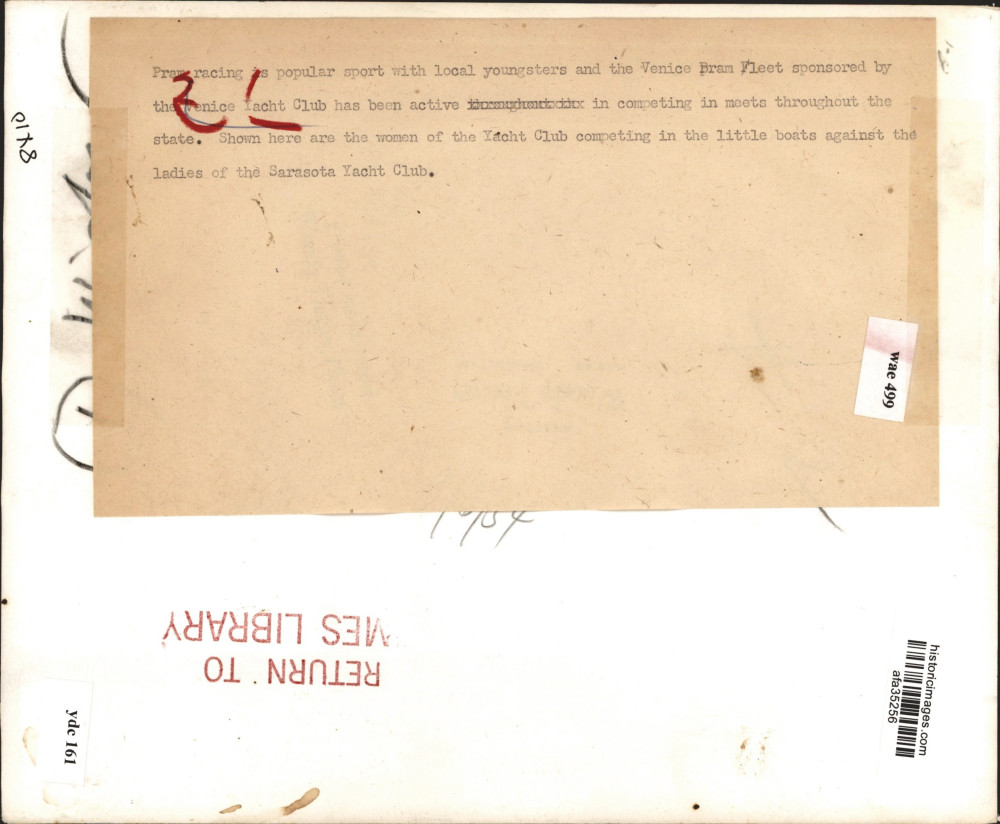 Pram racing is popular sport with local youngsters and the Venice Pram Fleet sponsored by
the Venice Yacht Club has been active in competing in meets throughout the
state. Shown here are the women of the Yacht Club competing in the little boats against the
ladies of the Sarasota Yacht Club.
wae 499
RETURN TO
MES LIBRARY
ydc 161
historicimages.com
afa35256